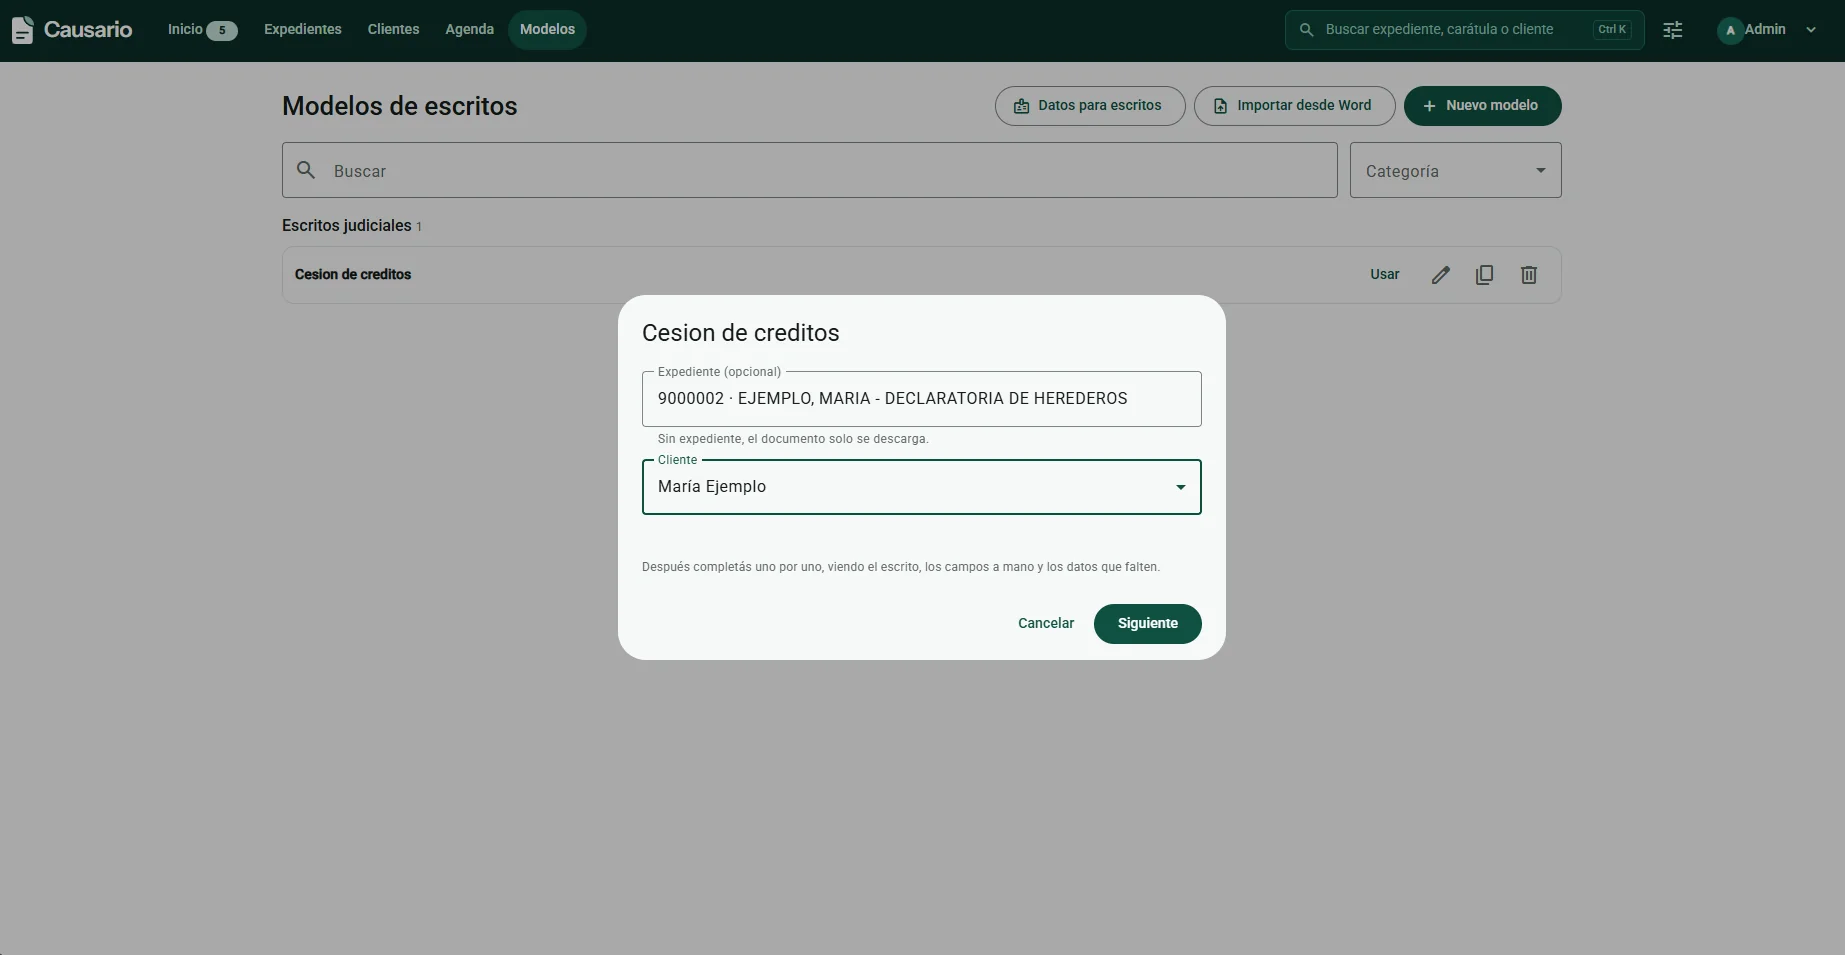 Causario
Inicio 5 Expedientes Clientes Agenda Modelos
Buscar expediente, carátula o cliente Ctrl K
A Admin
Modelos de escritos
Datos para escritos
Importar desde Word
+ Nuevo modelo
Buscar
Categoría
Escritos judiciales 1
Cesion de creditos
Usar
Cesion de creditos
Expediente (opcional)
9000002 · EJEMPLO, MARIA - DECLARATORIA DE HEREDEROS
Sin expediente, el documento solo se descarga.
Cliente
María Ejemplo
Después completás uno por uno, viendo el escrito, los campos a mano y los datos que falten.
Cancelar
Siguiente